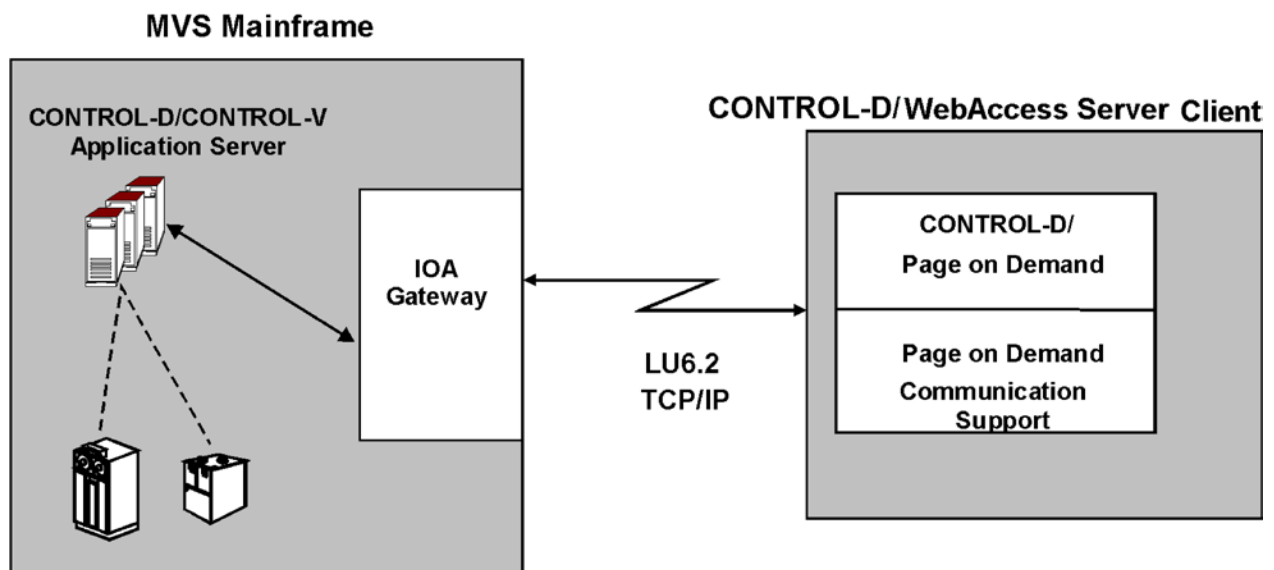 MVS Mainframe
CONTROL-D/CONTROL-V
Application Server
IOA
Gateway
LU6.2
TCP/IP
CONTROL-D/WebAccess Server Client
CONTROL-D/
Page on Demand
Page on Demand
Communication
Support